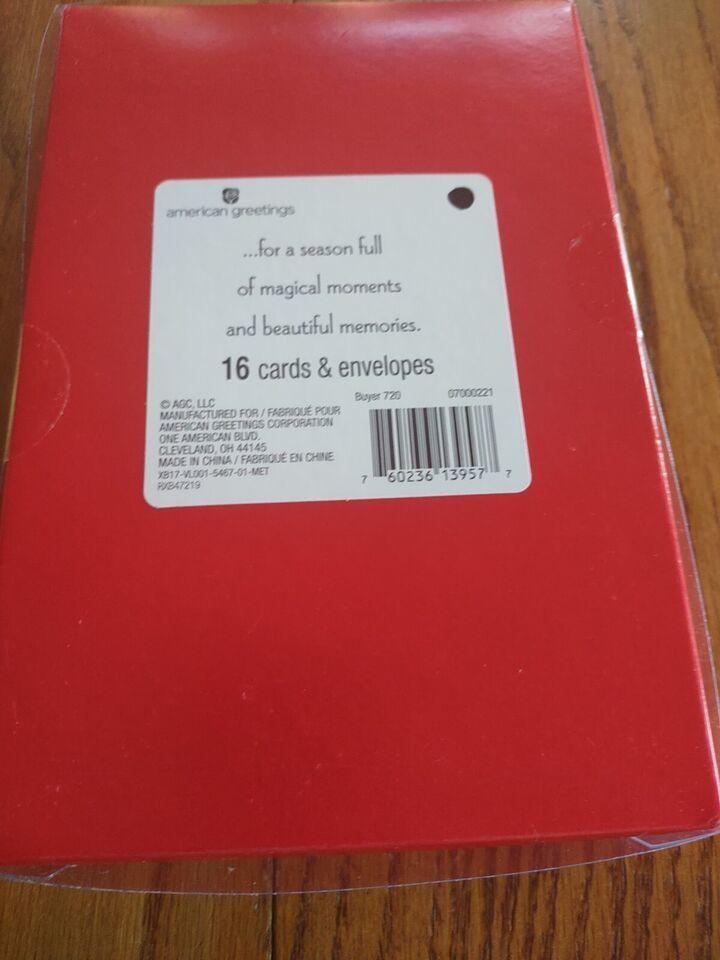 american greetings
...for a season full
of magical moments
and beautiful memories.
16 cards & envelopes
© AGC, LLC
MANUFACTURED FOR / FABRIQUÉ POUR
AMERICAN GREETINGS CORPORATION
ONE AMERICAN BLVD.
CLEVELAND, OH 44145
MADE IN CHINA / FABRIQUÉ EN CHINE
XB17-VL001-5467-01-MET
RXB47219
Buyer 720 07000221
7 60236 13957 7